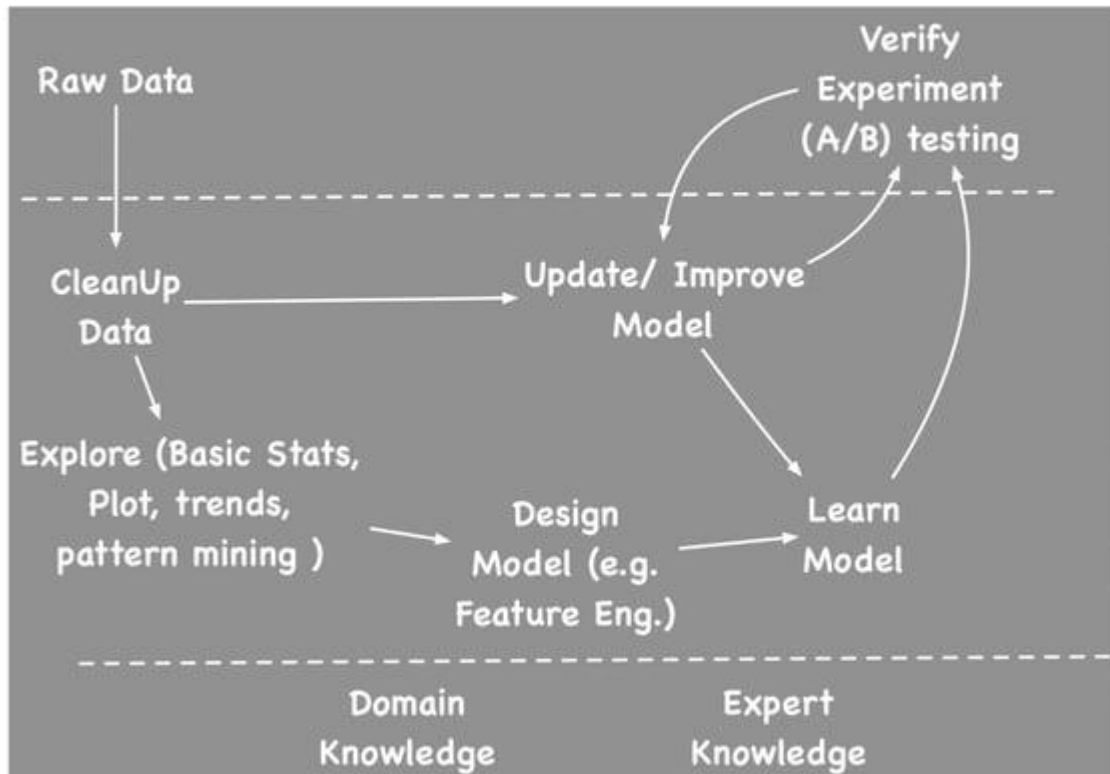 Raw Data
Verify
Experiment
(A/B) testing
CleanUp
Data
Update/ Improve
Model
Explore (Basic Stats,
Plot, trends,
pattern mining )
Design
Model (e.g.
Feature Eng.)
Learn
Model
Domain
Knowledge
Expert
Knowledge